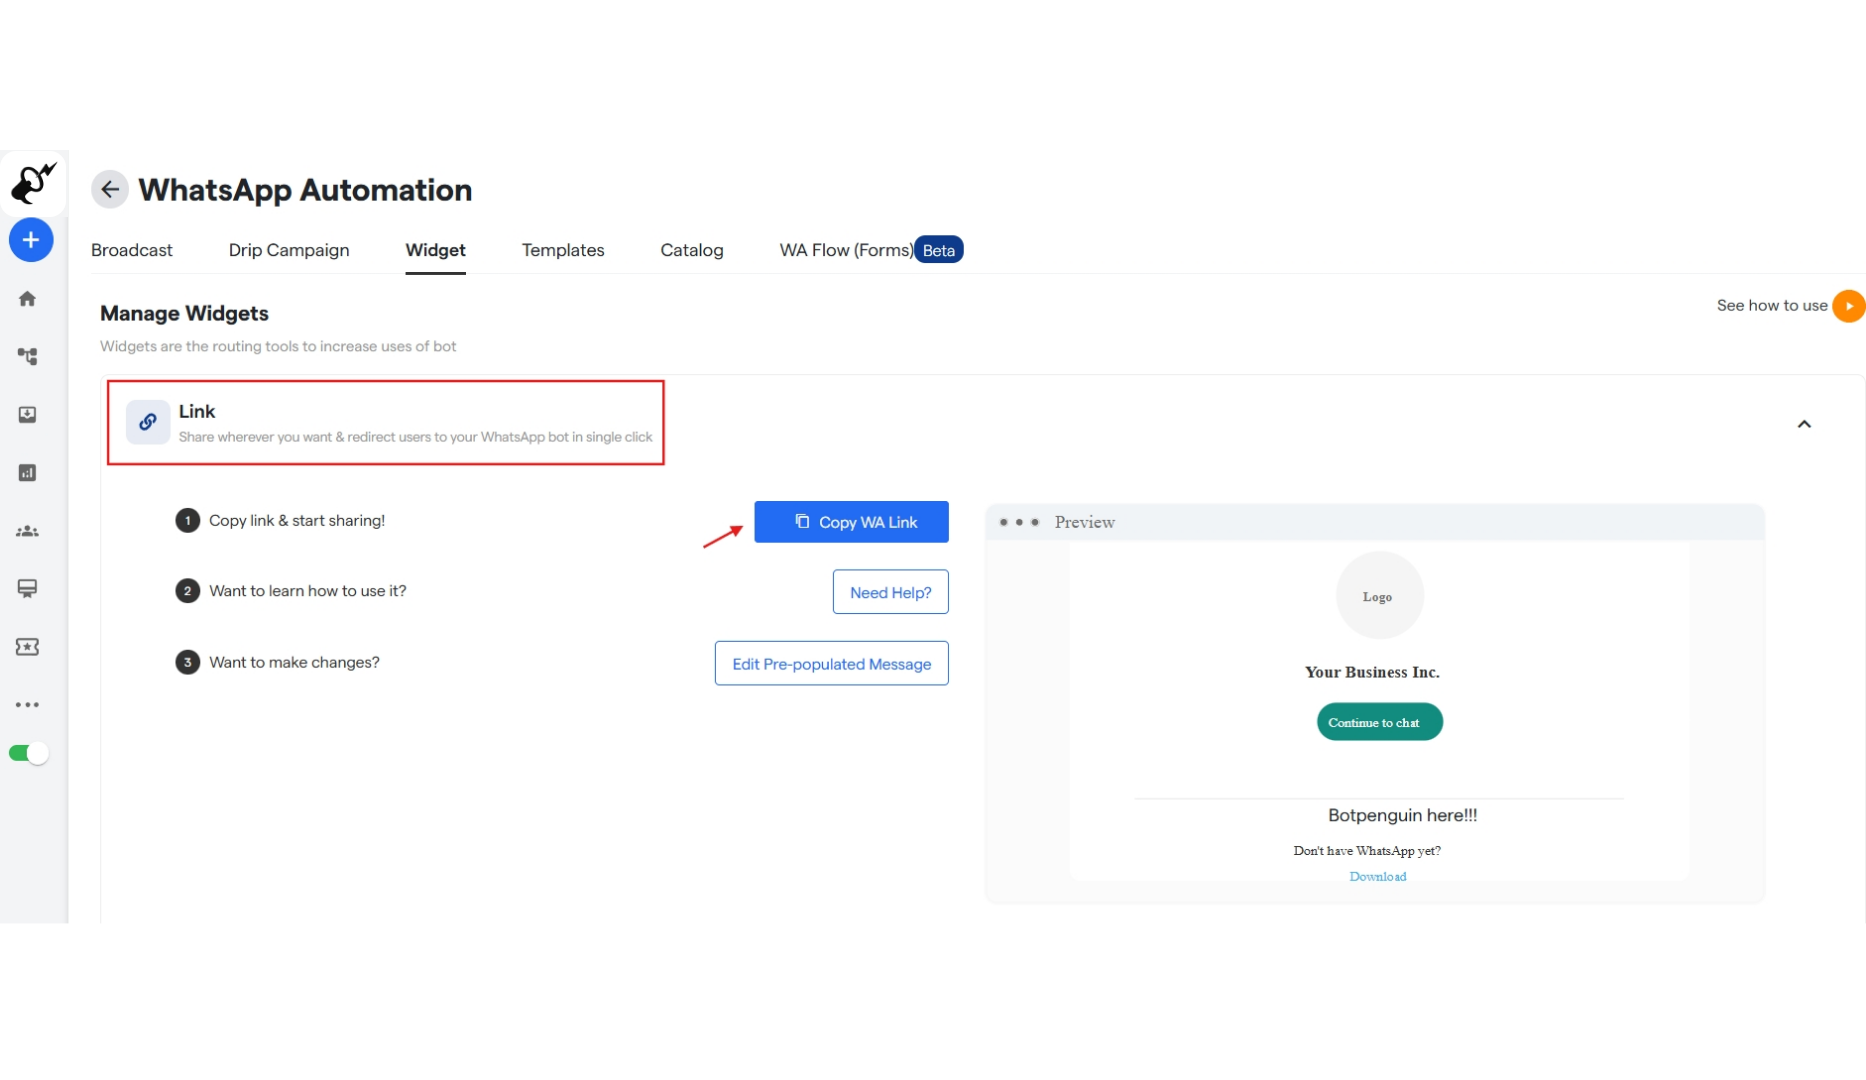 WhatsApp Automation
Broadcast Drip Campaign Widget Templates Catalog WA Flow (Forms) Beta
Manage Widgets
See how to use
Widgets are the routing tools to increase uses of bot
Link
Share wherever you want & redirect users to your WhatsApp bot in single click
1 Copy link & start sharing!
Copy WA Link
2 Want to learn how to use it?
Need Help?
3 Want to make changes?
Edit Pre-populated Message
Preview
Logo
Your Business Inc.
Continue to chat
Botpenguin here!!!
Don't have WhatsApp yet?
Download